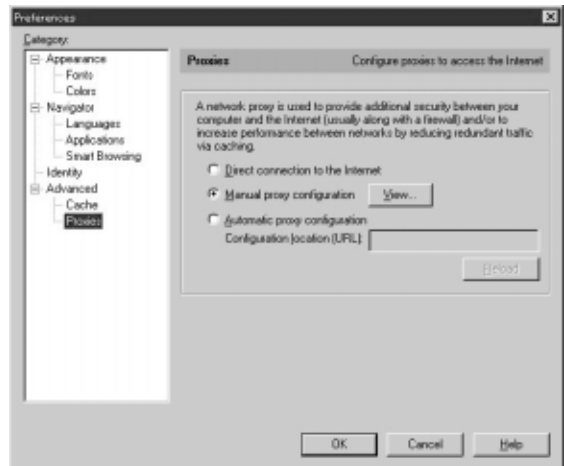 Preferences
Category:
Appearance
Fonts
Colors
Navigator
Languages
Applications
Smart Browsing
Identity
Advanced
Cache
Proxies
Proxies Configure proxies to access the Internet
A network proxy is used to provide additional security between your
computer and the Internet (usually along with a firewall) and/or to
increase performance between networks by reducing redundant traffic
via caching.
Direct connection to the Internet
Manual proxy configuration View...
Automatic proxy configuration
Configuration location (URL):
Reload
OK Cancel Help